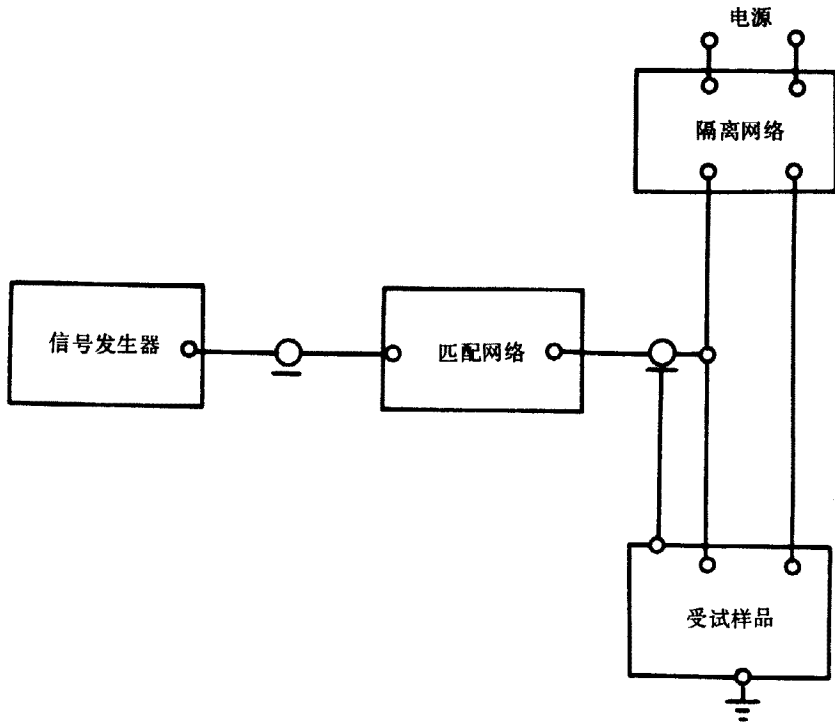 电源
隔离网络
信号发生器
匹配网络
受试样品